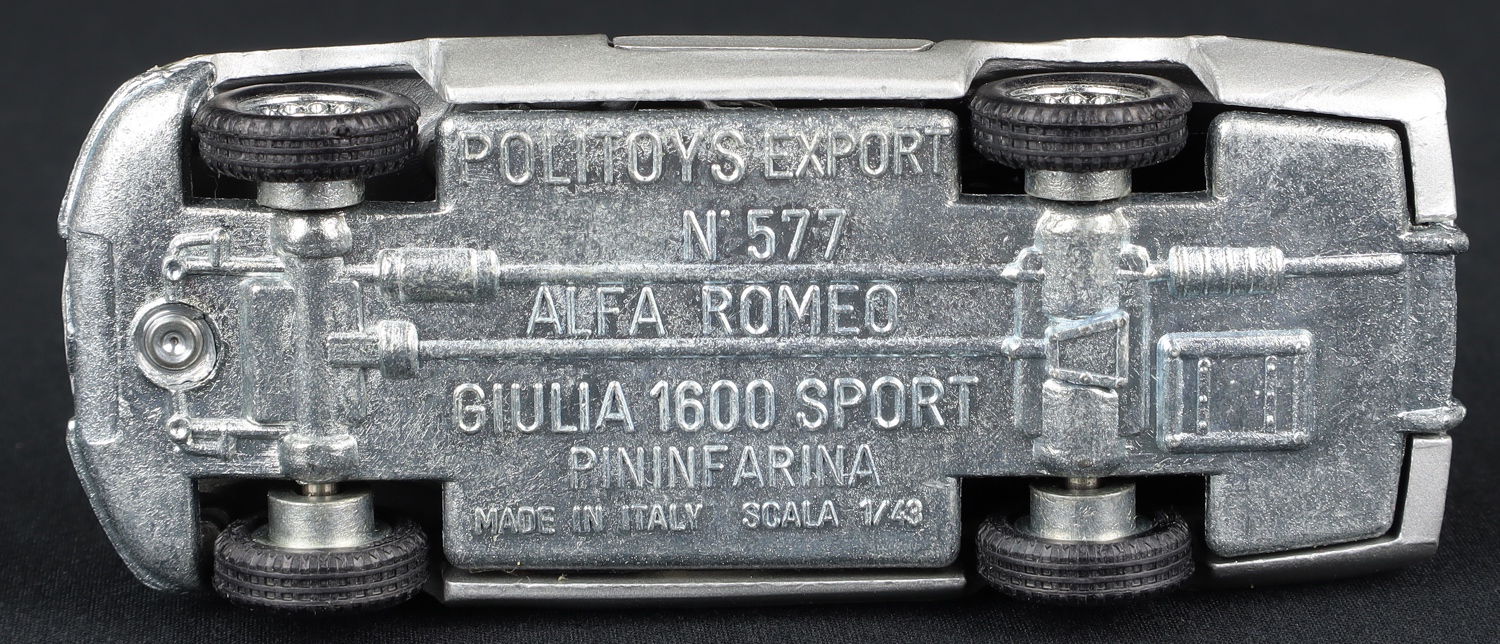 POLITOYS EXPORT
N° 577
ALFA ROMEO
GIULIA 1600 SPORT
PININFARINA
MADE IN ITALY SCALA 1/43